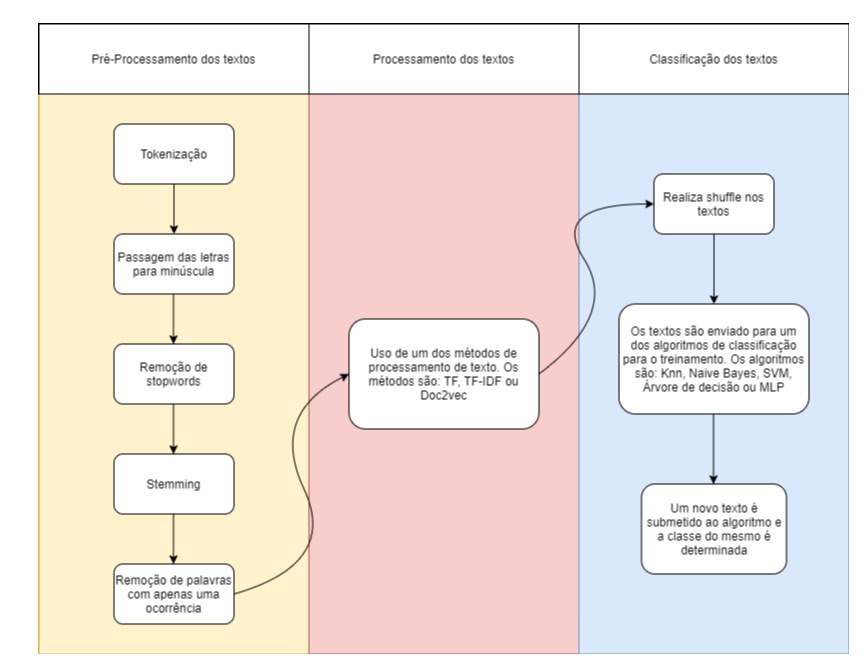 Pré-Processamento dos textos
Processamento dos textos
Classificação dos textos
Tokenização
Passagem das letras
para minúscula
Remoção de
stopwords
Stemming
Remoção de palavras
com apenas uma
ocorrência
Uso de um dos métodos de
processamento de texto. Os
métodos são: TF, TF-IDF ou
Doc2vec
Realiza shuffle nos
textos
Os textos são enviado para um
dos algoritmos de classificação
para o treinamento. Os algoritmos
são: Knn, Naive Bayes, SVM,
Árvore de decisão ou MLP
Um novo texto é
submetido ao algoritmo e
a classe do mesmo é
determinada